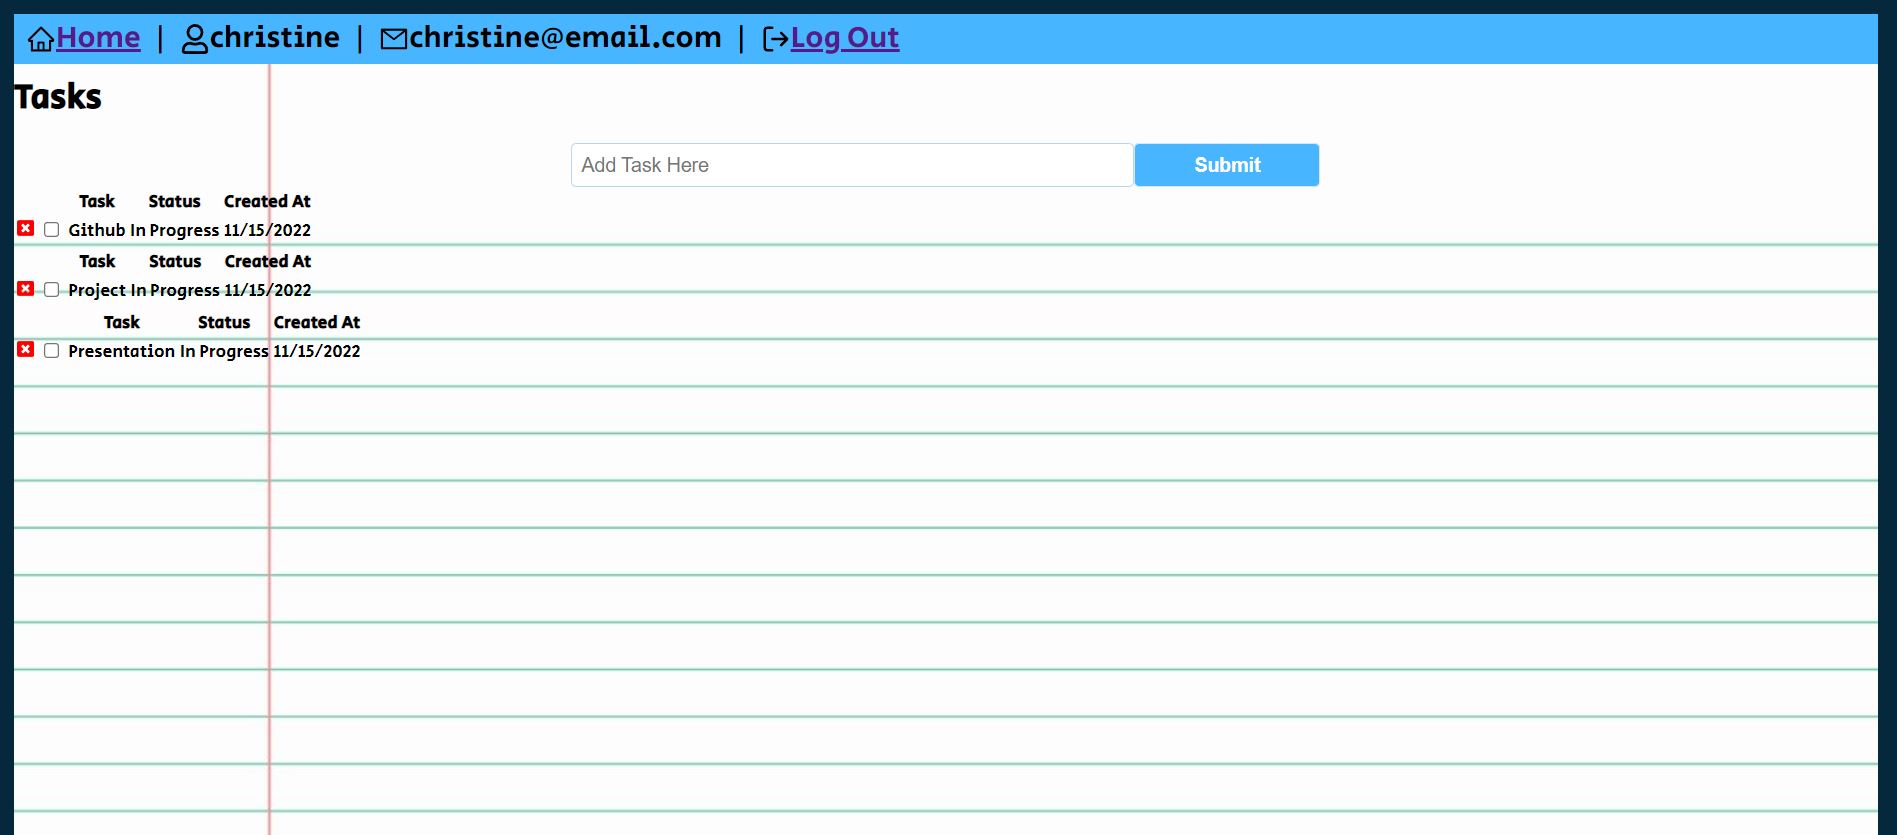 Home | christine | christine@email.com | Log Out
Tasks
Add Task Here Submit
Task Status Created At
Github In Progress 11/15/2022
Task Status Created At
Project In Progress 11/15/2022
Task Status Created At
Presentation In Progress 11/15/2022